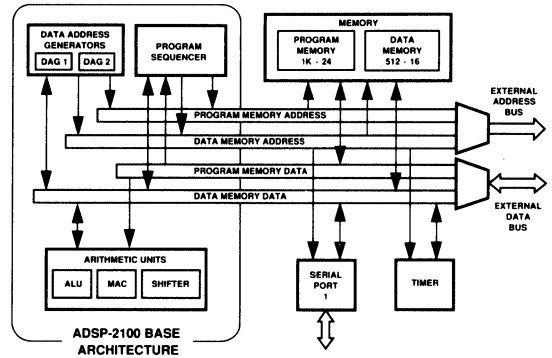 DATA ADDRESS
GENERATORS
DAG 1
DAG 2
PROGRAM
SEQUENCER
MEMORY
PROGRAM
MEMORY
1K · 24
DATA
MEMORY
512 · 16
PROGRAM MEMORY ADDRESS
DATA MEMORY ADDRESS
PROGRAM MEMORY DATA
DATA MEMORY DATA
EXTERNAL
ADDRESS
BUS
EXTERNAL
DATA
BUS
ARITHMETIC UNITS
ALU
MAC
SHIFTER
SERIAL
PORT
1
TIMER
ADSP-2100 BASE
ARCHITECTURE